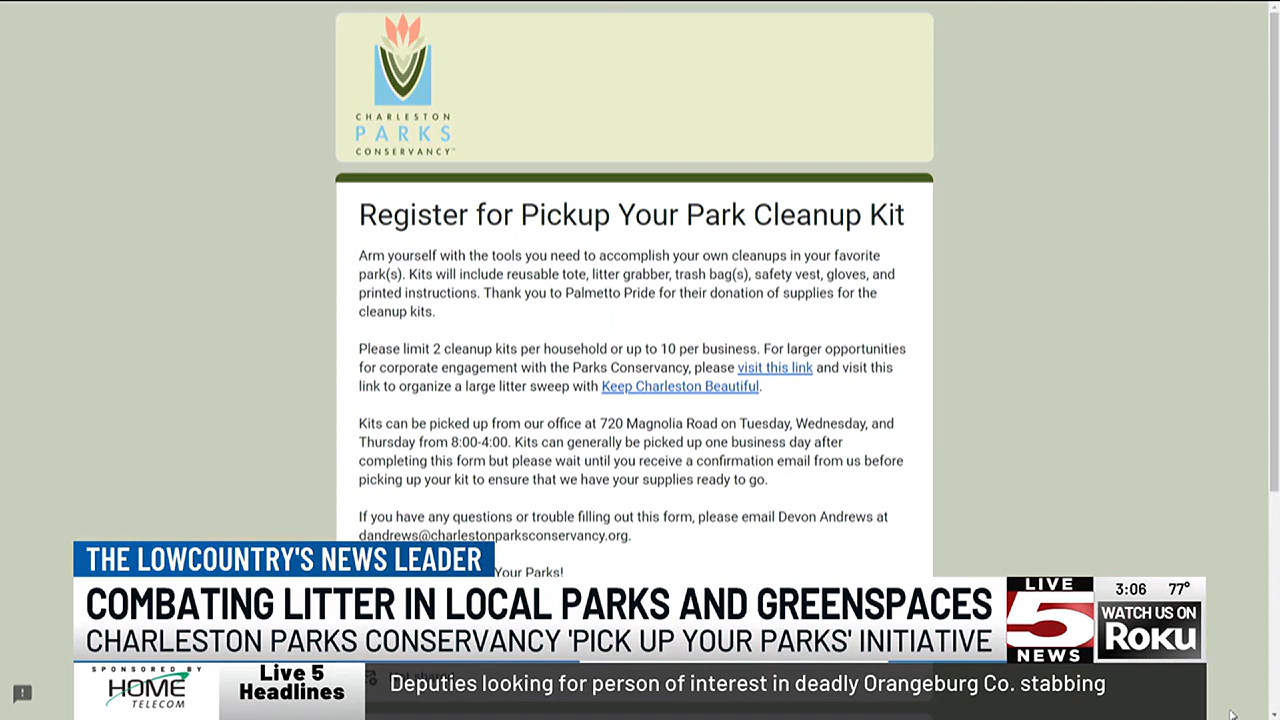 CHARLESTON
PARKS
CONSERVANCY
Register for Pickup Your Park Cleanup Kit
Arm yourself with the tools you need to accomplish your own cleanups in your favorite
park(s). Kits will include reusable tote, litter grabber, trash bag(s), safety vest, gloves, and
printed instructions. Thank you to Palmetto Pride for their donation of supplies for the
cleanup kits.
Please limit 2 cleanup kits per household or up to 10 per business. For larger opportunities
for corporate engagement with the Parks Conservancy, please visit this link and visit this
link to organize a large litter sweep with Keep Charleston Beautiful.
Kits can be picked up from our office at 720 Magnolia Road on Tuesday, Wednesday, and
Thursday from 8:00-4:00. Kits can generally be picked up one business day after
completing this form but please wait until you receive a confirmation email from us before
picking up your kit to ensure that we have your supplies ready to go.
If you have any questions or trouble filling out this form, please email Devon Andrews at
dandrews@charlestonparksconservancy.org.
Your Parks!
THE LOWCOUNTRY'S NEWS LEADER
COMBATING LITTER IN LOCAL PARKS AND GREENSPACES
CHARLESTON PARKS CONSERVANCY 'PICK UP YOUR PARKS' INITIATIVE
LIVE
5
NEWS
3:06 77°
WATCH US ON
Roku
SPONSORED BY
HOME
TELECOM
Live 5
Headlines
Deputies looking for person of interest in deadly Orangeburg Co. stabbing